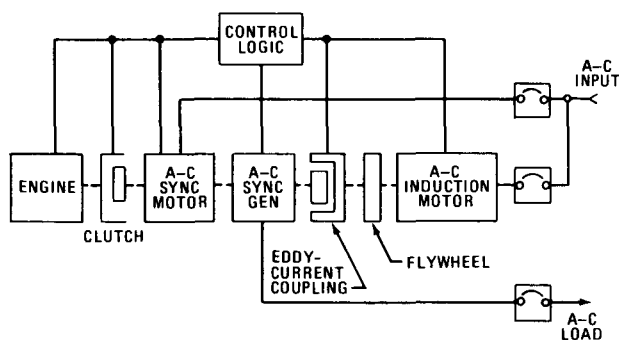 CONTROL
LOGIC
A-C
INPUT
ENGINE
CLUTCH
A-C
SYNC
MOTOR
A-C
SYNC
GEN
A-C
INDUCTION
MOTOR
EDDY-
CURRENT
COUPLING
FLYWHEEL
A-C
LOAD